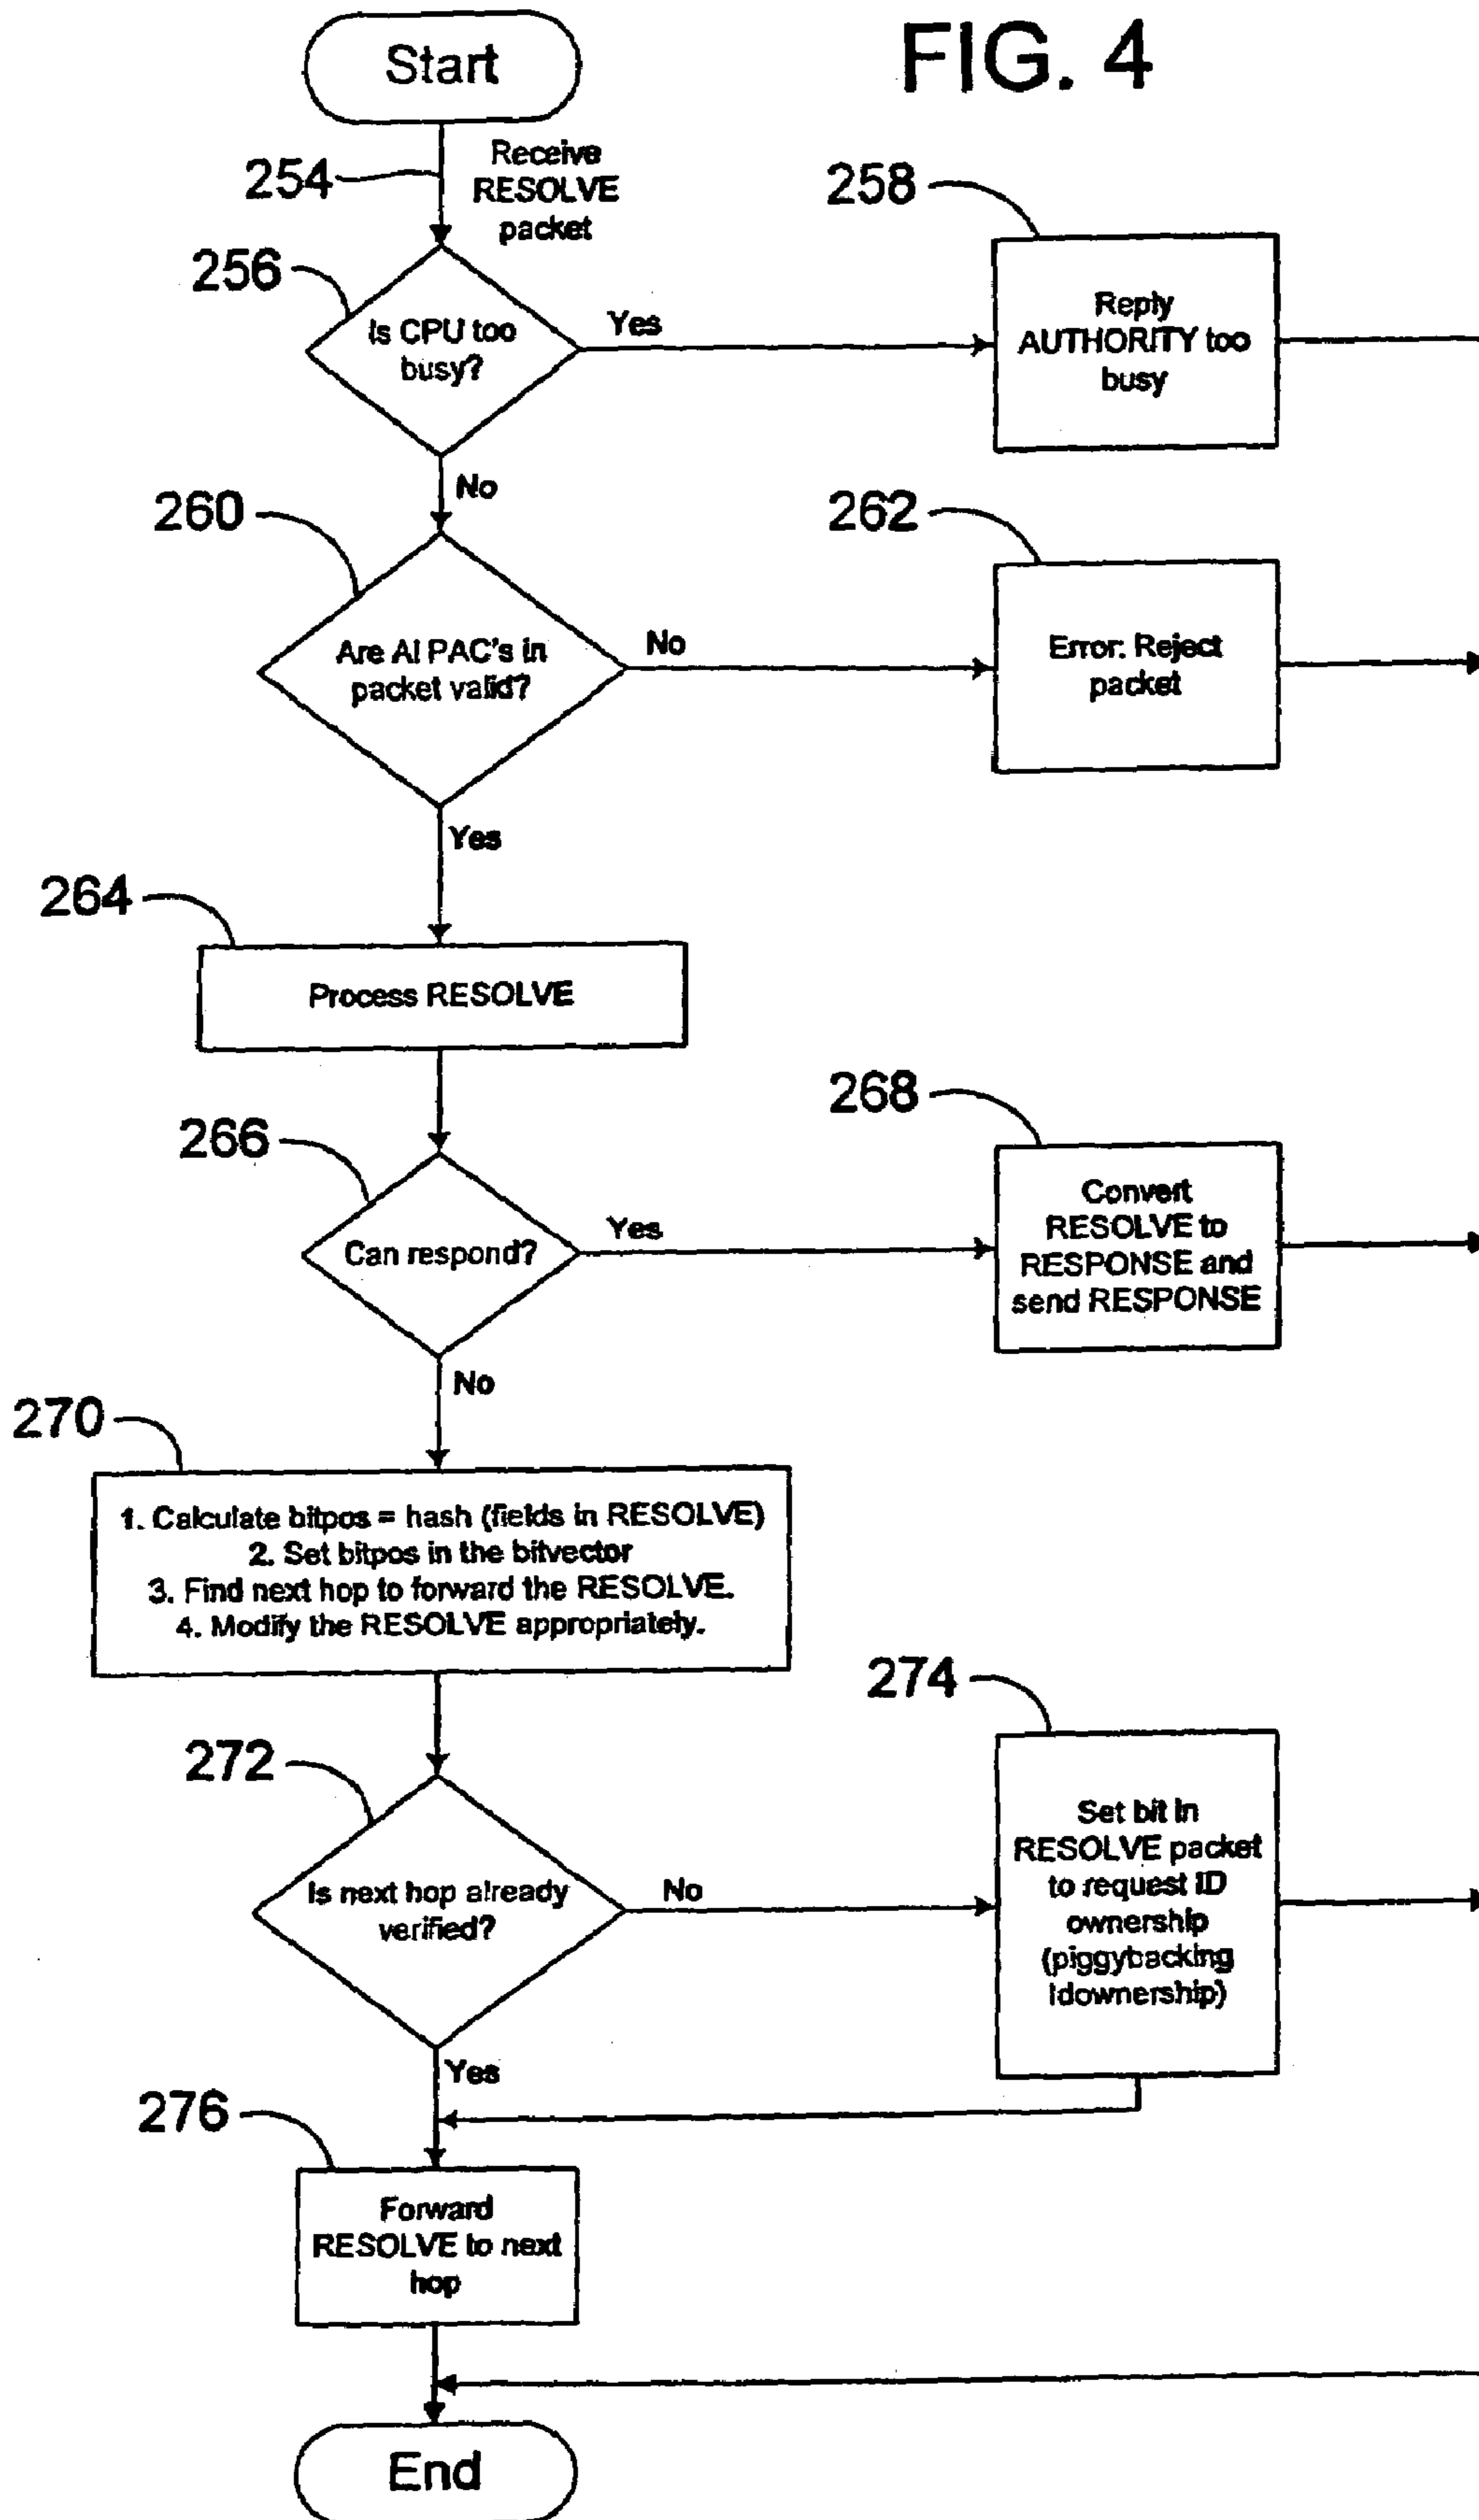 FIG. 4
Start
254
Receive
RESOLVE
packet
256
Is CPU too
busy?
Yes
258
Reply
AUTHORITY too
busy
No
260
Are AI PAC's in
packet valid?
No
262
Error: Reject
packet
Yes
264
Process RESOLVE
266
Can respond?
Yes
268
Convert
RESOLVE to
RESPONSE and
send RESPONSE
No
270
1. Calculate bitpos = hash (fields in RESOLVE)
2. Set bitpos in the bitvector
3. Find next hop to forward the RESOLVE.
4. Modify the RESOLVE appropriately.
272
Is next hop already
verified?
No
274
Set bit in
RESOLVE packet
to request ID
ownership
(piggybacking
Idownership)
Yes
276
Forward
RESOLVE to next
hop
End